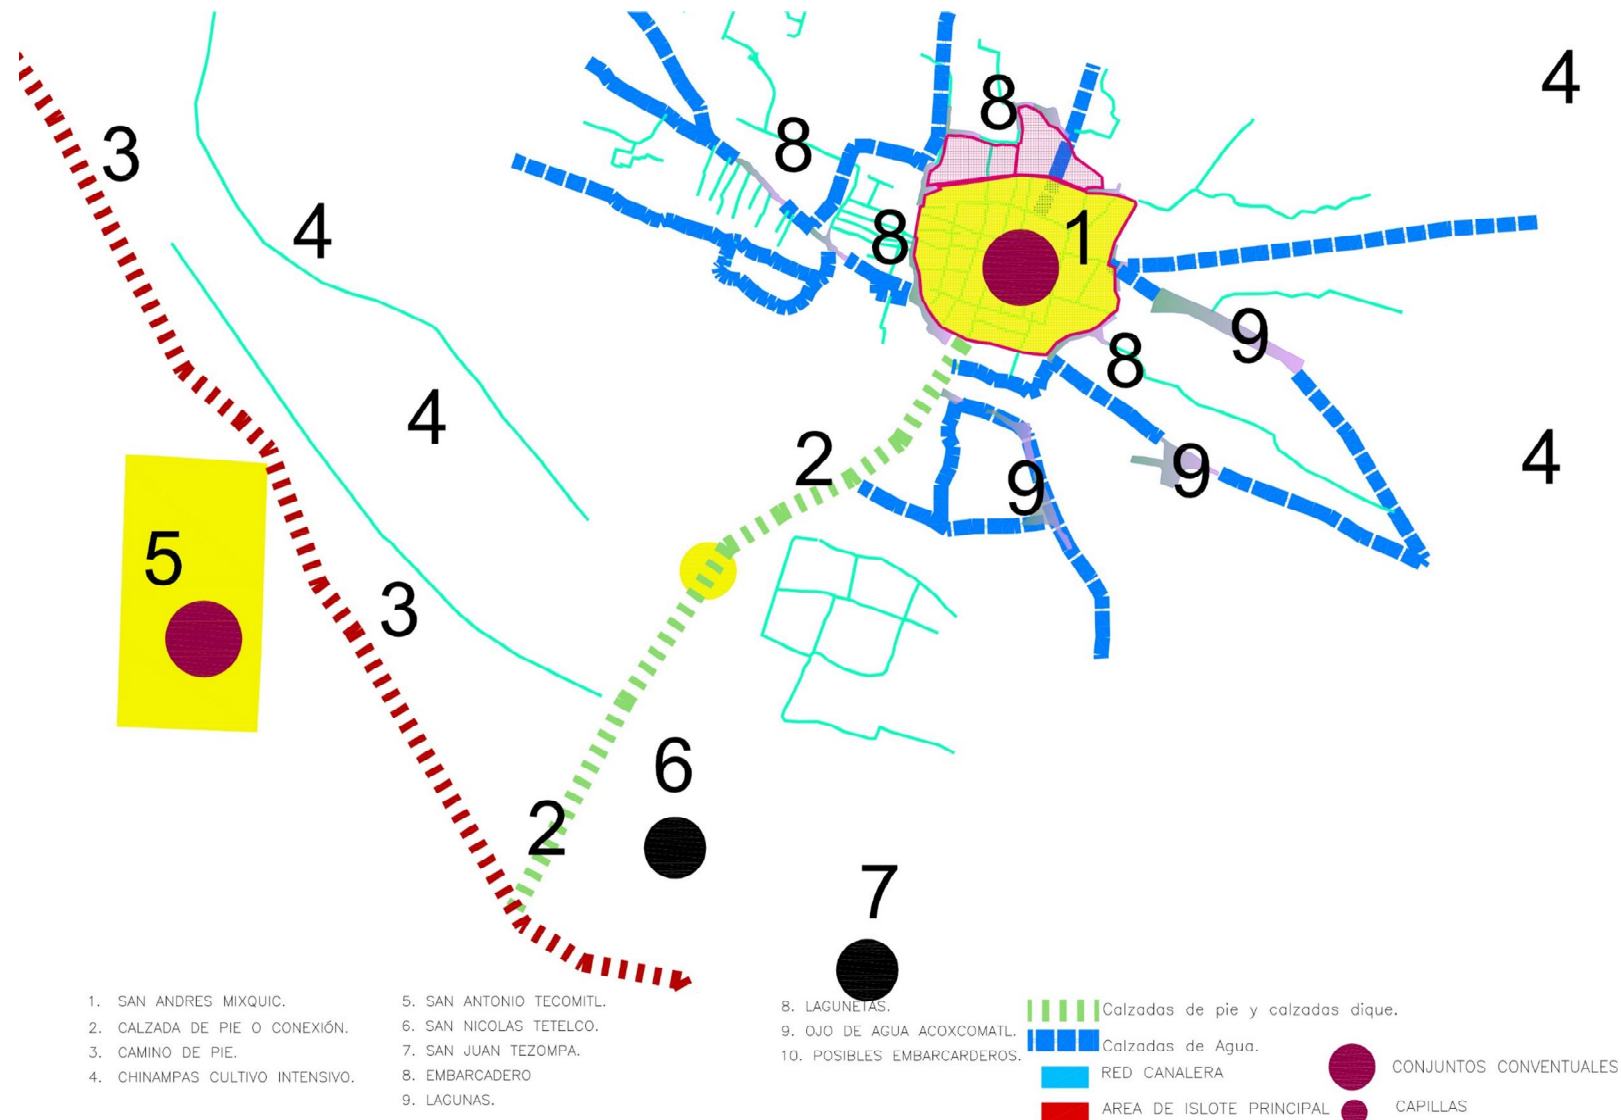 4
8
3
8
1
4
8
9
8
4
2
9
4
9
5
3
6
2
7
1. SAN ANDRES MIXQUIC.
2. CALZADA DE PIE O CONEXIÓN.
3. CAMINO DE PIE.
4. CHINAMPAS CULTIVO INTENSIVO.
5. SAN ANTONIO TECOMITL.
6. SAN NICOLAS TETELCO.
7. SAN JUAN TEZOMPA.
8. EMBARCADERO
9. LAGUNAS.
8. LAGUNETAS.
9. OJO DE AGUA ACOXCOMATL.
10. POSIBLES EMBARCARDEROS.
Calzadas de pie y calzadas dique.
Calzadas de Agua.
RED CANALERA
AREA DE ISLOTE PRINCIPAL
CONJUNTOS CONVENTUALES
CAPILLAS